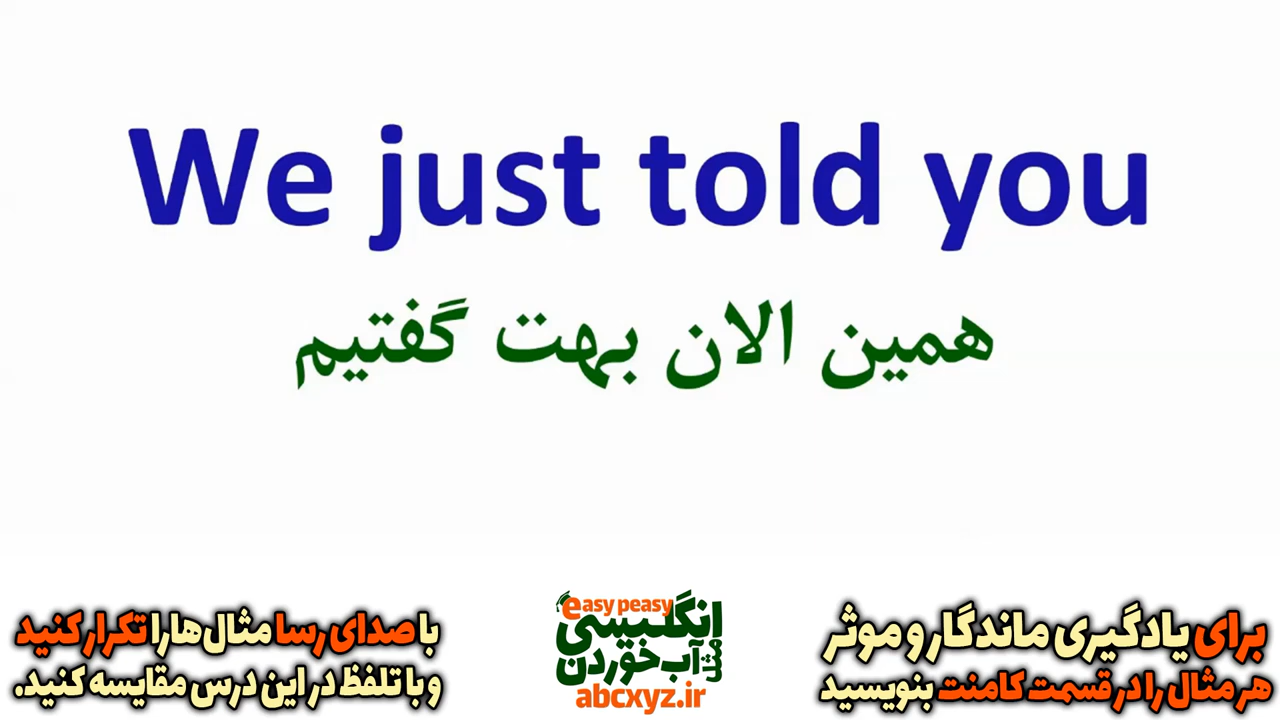 We just told you
همین الان بهت گفتیم
برای یادگیری ماندگار و موثر
هر مثال را در قسمت کامنت بنویسید
easy peasy
انگلیسی
مثل آب خوردن
abcxyz.ir
با صدای رسا مثال‌ها را تکرار کنید
و با تلفظ در این درس مقایسه کنید.